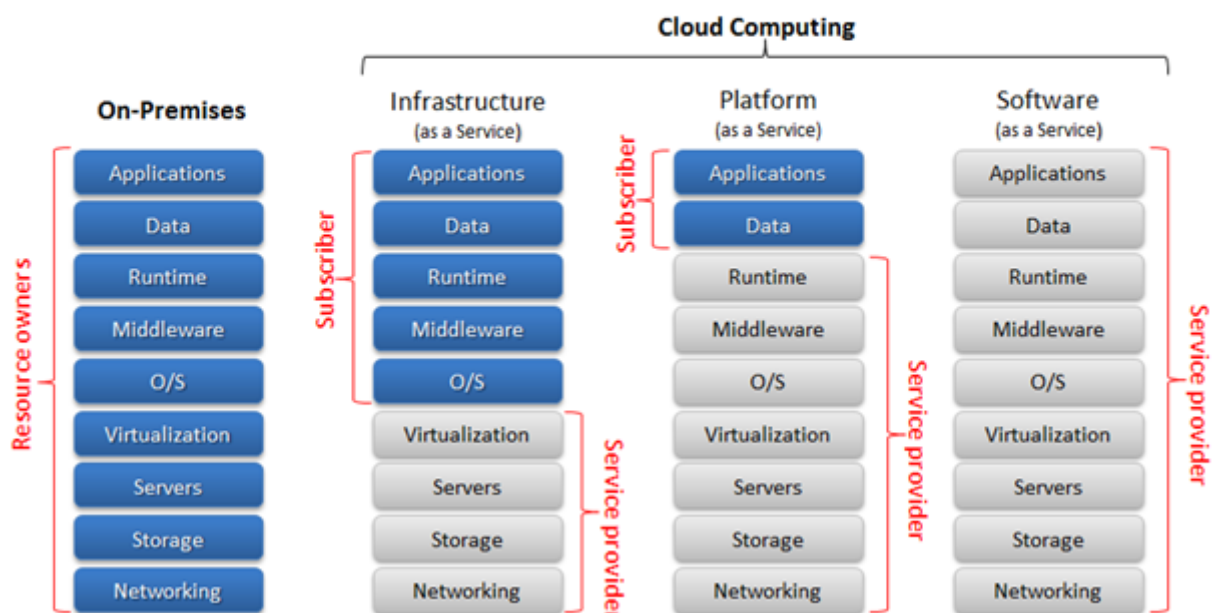 Cloud Computing
On-Premises
Resource owners
Applications
Data
Runtime
Middleware
O/S
Virtualization
Servers
Storage
Networking
Infrastructure
(as a Service)
Subscriber
Applications
Data
Runtime
Middleware
O/S
Virtualization
Servers
Storage
Networking
Service provider
Platform
(as a Service)
Subscriber
Applications
Data
Runtime
Middleware
O/S
Virtualization
Servers
Storage
Networking
Service provider
Software
(as a Service)
Applications
Data
Runtime
Middleware
O/S
Virtualization
Servers
Storage
Networking
Service provider